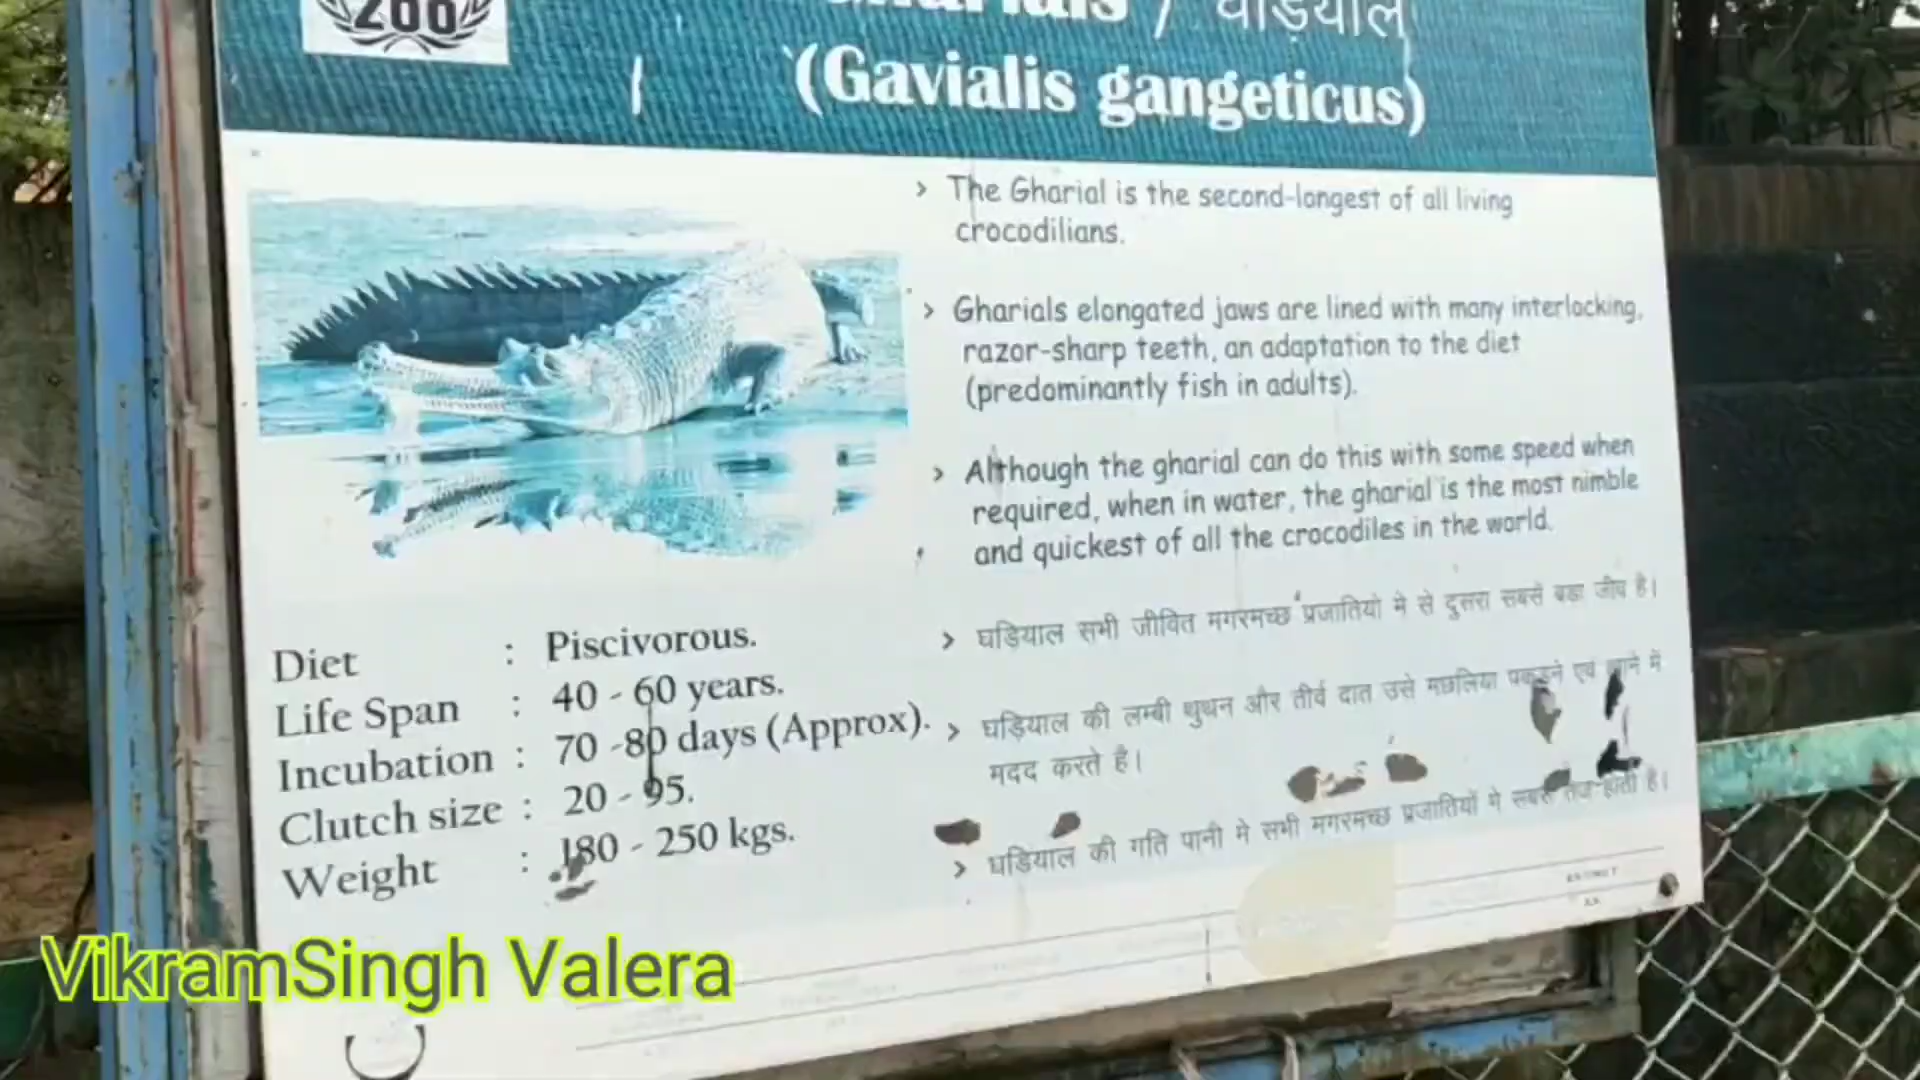 / घड़ियाल
(Gavialis gangeticus)
> The Gharial is the second-longest of all living
crocodilians.
> Gharials elongated jaws are lined with many interlocking,
razor-sharp teeth, an adaptation to the diet
(predominantly fish in adults).
> Although the gharial can do this with some speed when
required, when in water, the gharial is the most nimble
and quickest of all the crocodiles in the world.
> घड़ियाल सभी जीवित मगरमच्छ प्रजातियो मे से दुसरा सबसे बडा जीव है।
> घड़ियाल की लम्बी थुथन और तीर्व दात उसे मछलिया पकड़ने एवं खाने में
मदद करते है।
> घड़ियाल की गति पानी मे सभी मगरमच्छ प्रजातियों मे सबसे तेज होती है।
Diet : Piscivorous.
Life Span : 40 - 60 years.
Incubation : 70 -80 days (Approx).
Clutch size : 20 - 95.
Weight : 180 - 250 kgs.
VikramSingh Valera